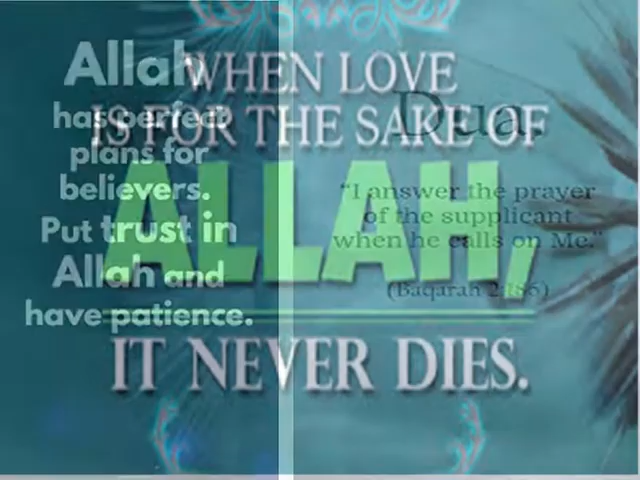 WHEN LOVE
IS FOR THE SAKE OF
ALLAH,
IT NEVER DIES.
Allah
has perfect
plans for
believers.
Put trust in
Allah and
have patience.
Dua.
“I answer the prayer
of the supplicant
when he calls on Me.”
(Baqarah 2:186)